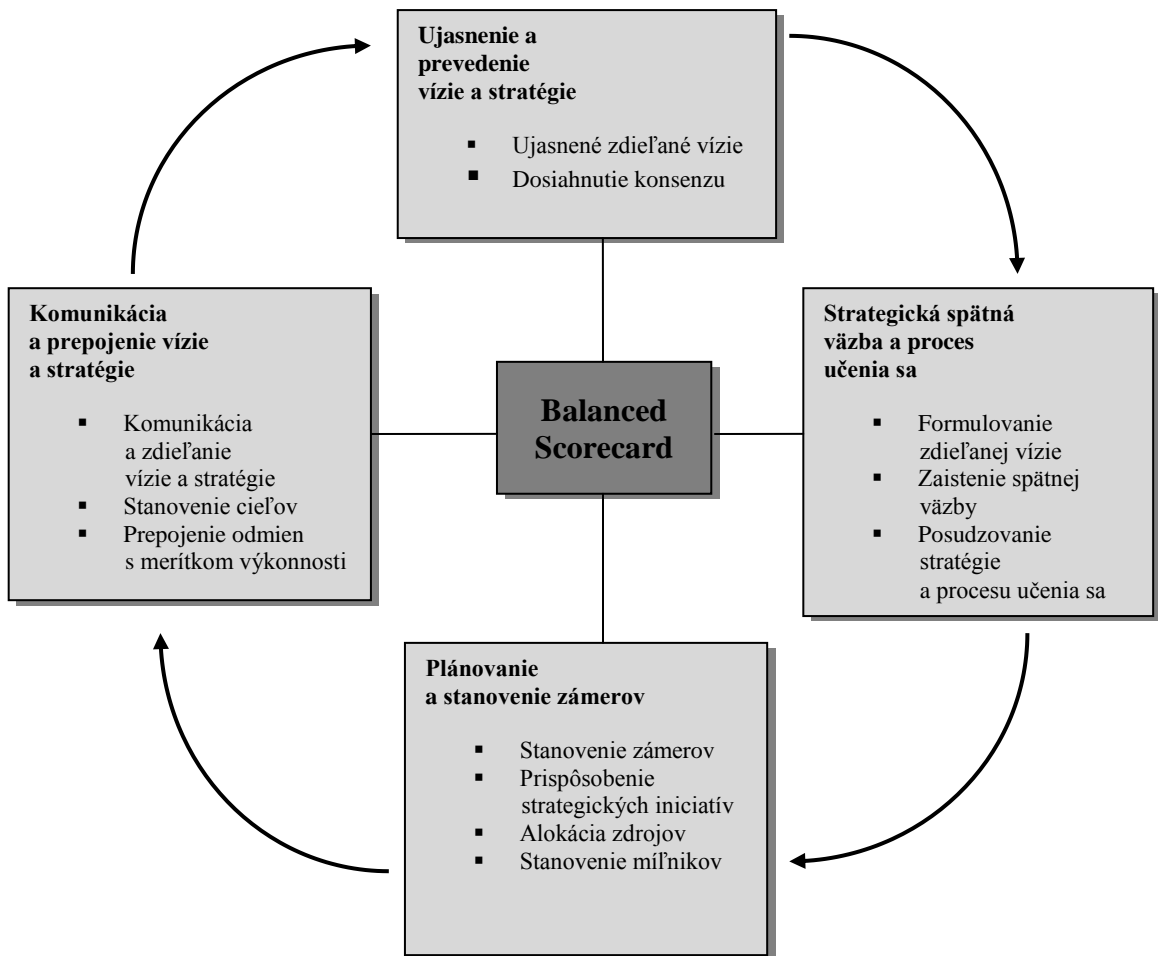 Ujasnenie a
prevedenie
vízie a stratégie
▪ Ujasnené zdieľané vízie
▪ Dosiahnutie konsenzu
Komunikácia
a prepojenie vízie
a stratégie
▪ Komunikácia
a zdieľanie
vízie a stratégie
▪ Stanovenie cieľov
▪ Prepojenie odmien
s merítkom výkonnosti
Balanced
Scorecard
Strategická spätná
väzba a proces
učenia sa
▪ Formulovanie
zdieľanej vízie
▪ Zaistenie spätnej
väzby
▪ Posudzovanie
stratégie
a procesu učenia sa
Plánovanie
a stanovenie zámerov
▪ Stanovenie zámerov
▪ Prispôsobenie
strategických iniciatív
▪ Alokácia zdrojov
▪ Stanovenie míľnikov